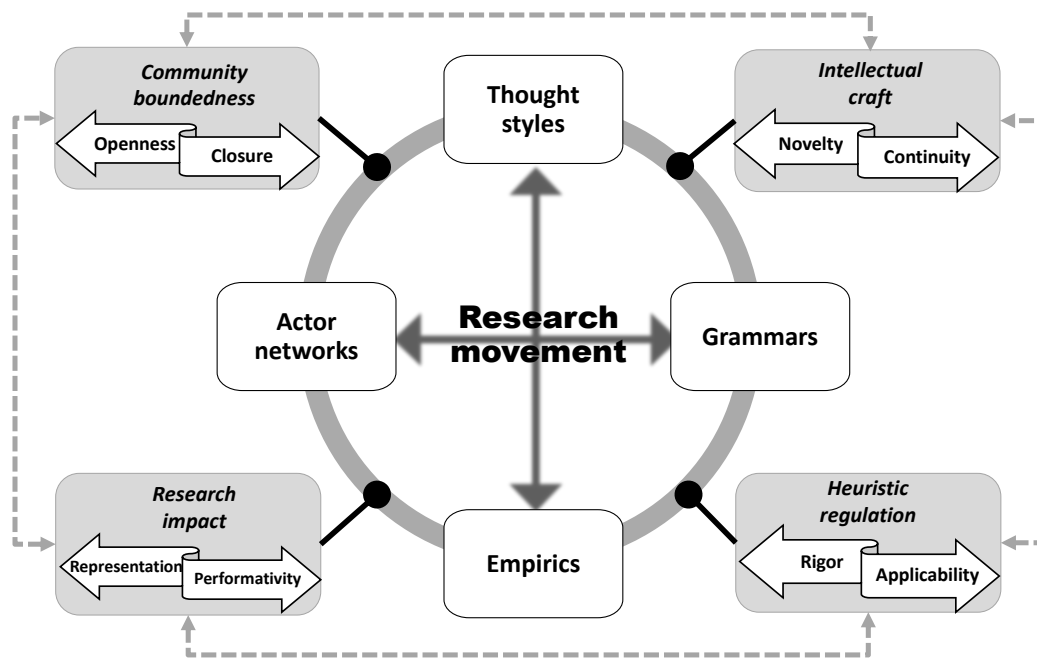 Community
boundedness
Openness
Closure
Thought
styles
Intellectual
craft
Novelty
Continuity
Actor
networks
Research
movement
Grammars
Research
impact
Representation
Performativity
Empirics
Heuristic
regulation
Rigor
Applicability